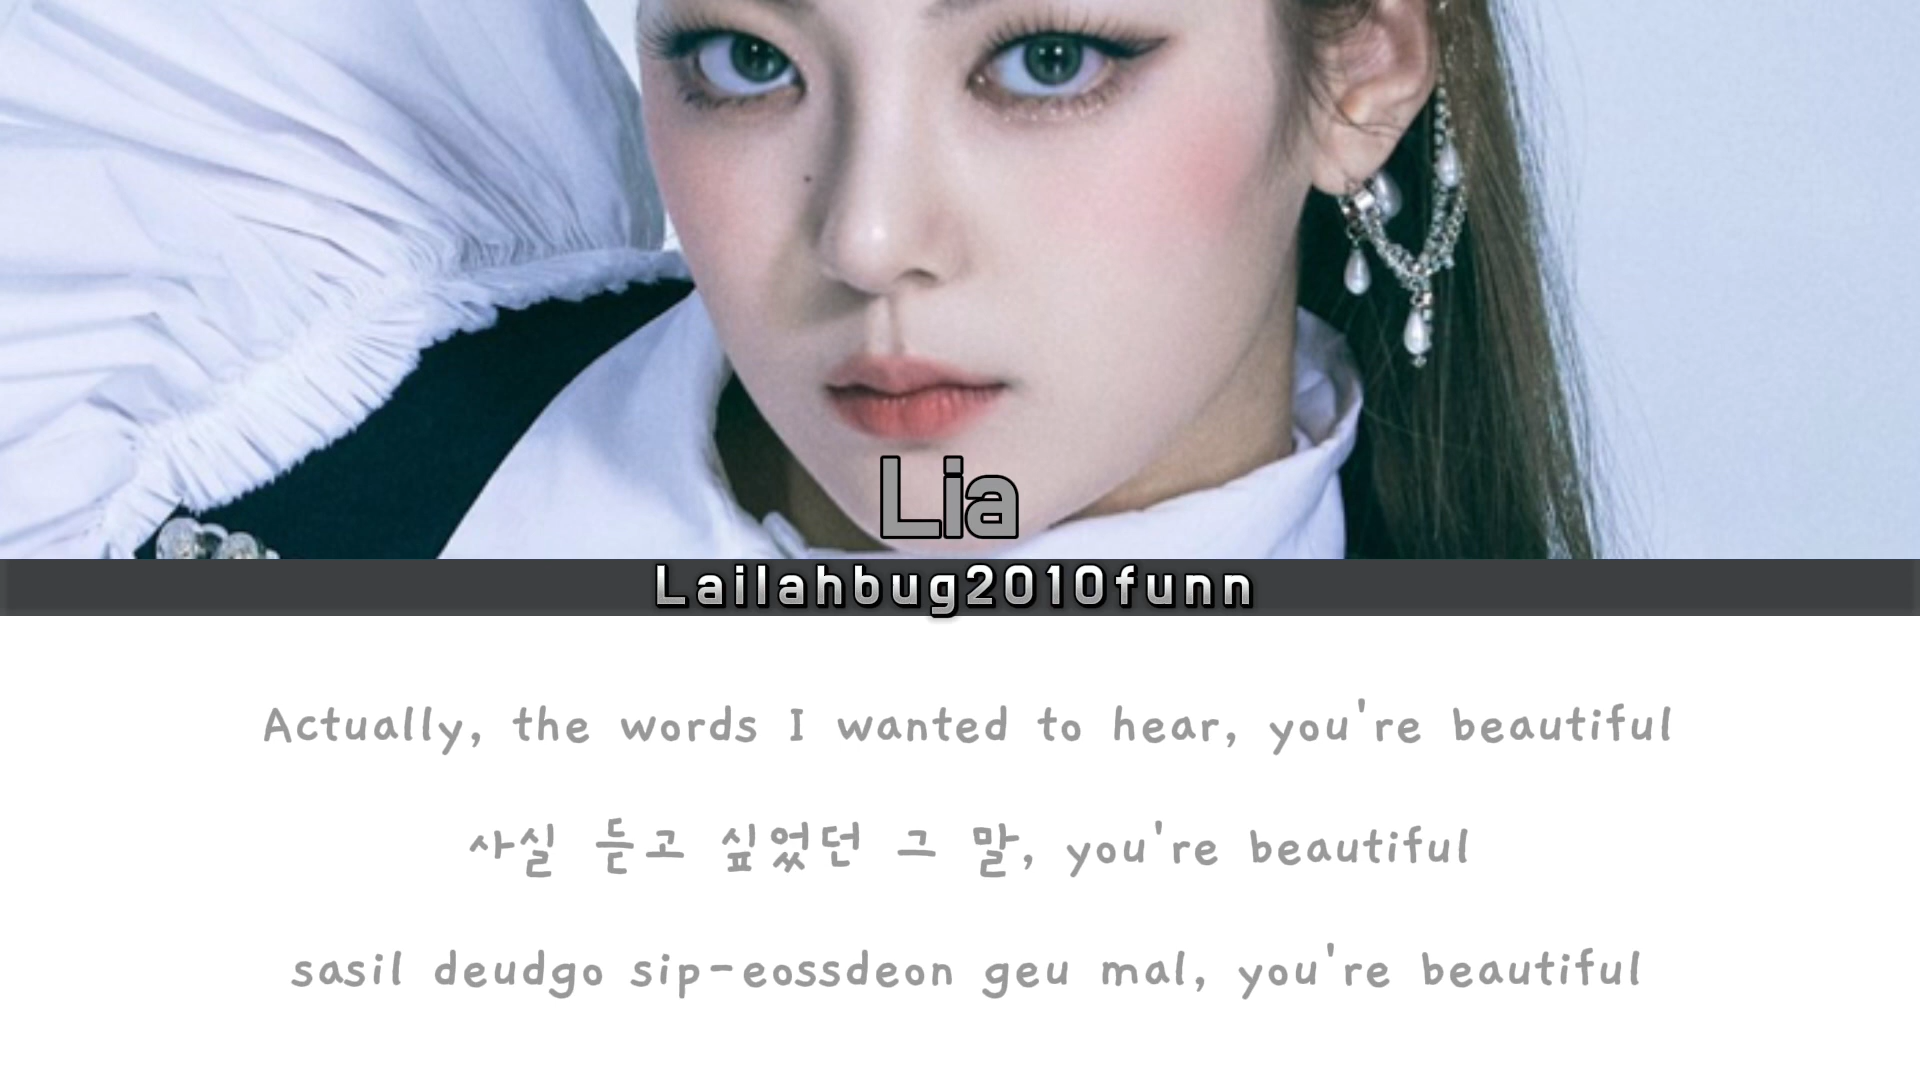 Lia
Lailahbug2010funn
Actually, the words I wanted to hear, you're beautiful
사실 듣고 싶었던 그 말, you're beautiful
sasil deudgo sip-eossdeon geu mal, you're beautiful